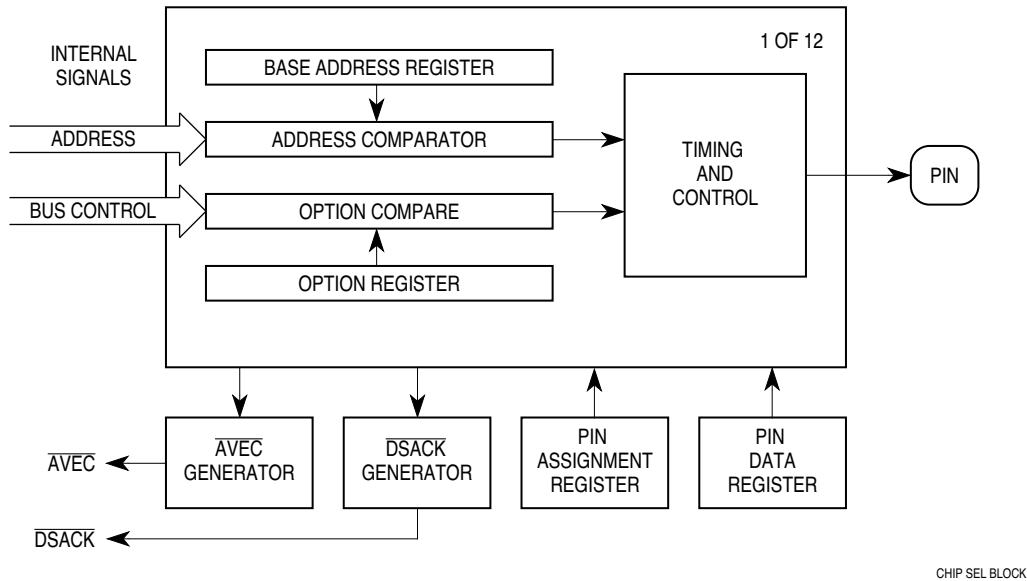 1 OF 12
INTERNAL
SIGNALS
BASE ADDRESS REGISTER
ADDRESS
ADDRESS COMPARATOR
TIMING
AND
CONTROL
PIN
BUS CONTROL
OPTION COMPARE
OPTION REGISTER
AVEC
GENERATOR
DSACK
GENERATOR
PIN
ASSIGNMENT
REGISTER
PIN
DATA
REGISTER
AVEC
DSACK
CHIP SEL BLOCK